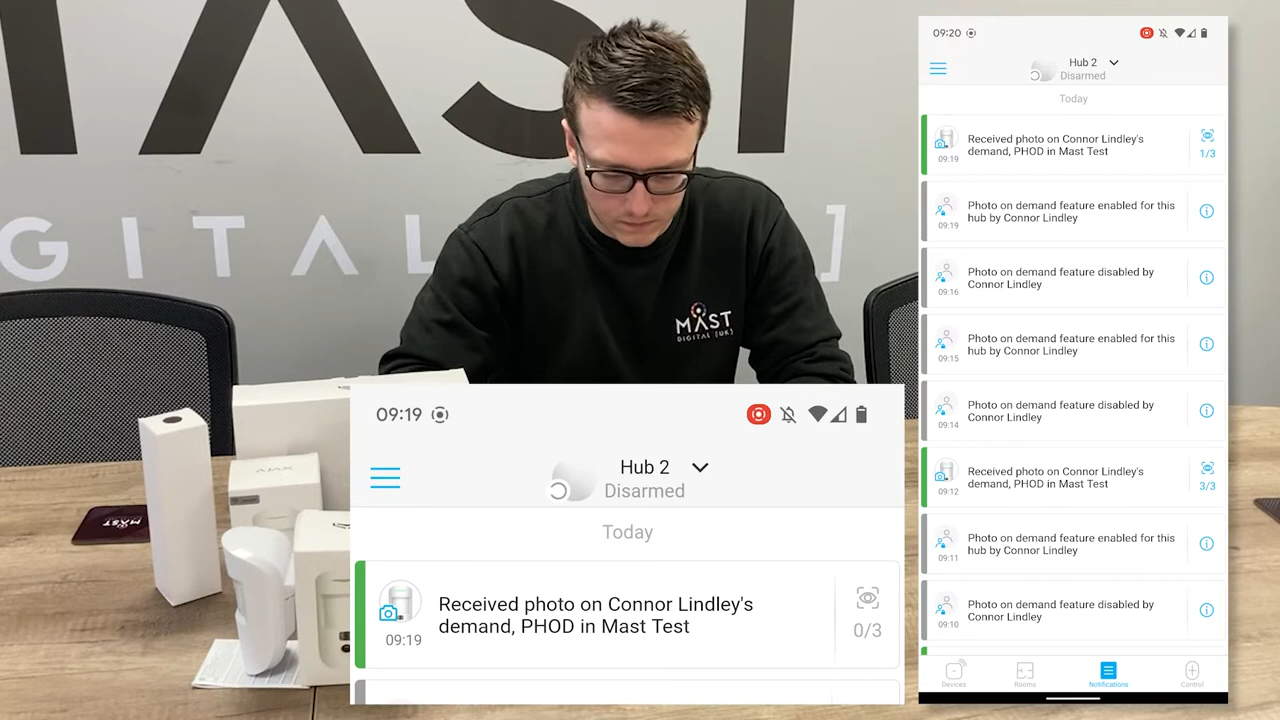 MAST
DIGITAL
]
MAST
DIGITAL [UK]
AJAX
MAST
09:19
Hub 2
Disarmed
Today
Received photo on Connor Lindley's
demand, PHOD in Mast Test
09:19
0/3
09:20
Hub 2
Disarmed
Today
Received photo on Connor Lindley's
demand, PHOD in Mast Test
09:19
1/3
Photo on demand feature enabled for this
hub by Connor Lindley
09:19
Photo on demand feature disabled by
Connor Lindley
09:16
Photo on demand feature enabled for this
hub by Connor Lindley
09:15
Photo on demand feature disabled by
Connor Lindley
09:14
Received photo on Connor Lindley's
demand, PHOD in Mast Test
09:12
3/3
Photo on demand feature enabled for this
hub by Connor Lindley
09:11
Photo on demand feature disabled by
Connor Lindley
09:10
Devices
Rooms
Notifications
Control